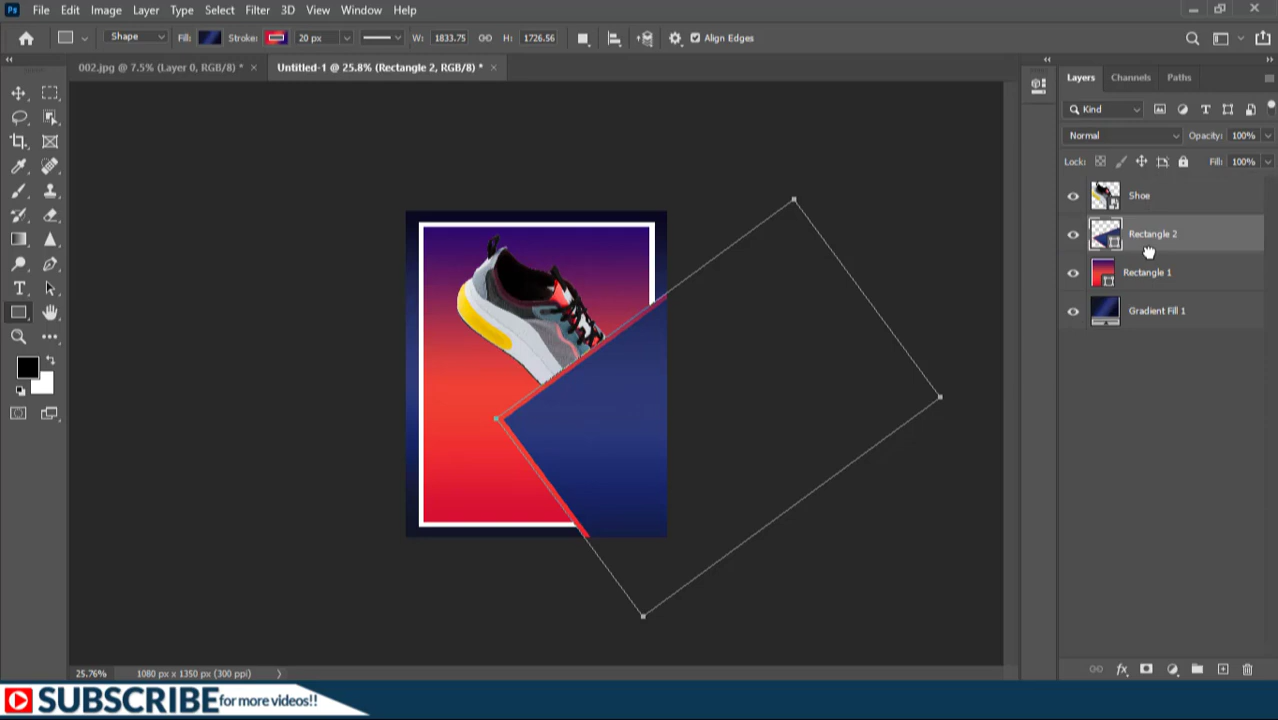 Ps File Edit Image Layer Type Select Filter 3D View Window Help
Shape Fill: Stroke: 20 px W: 1833.75 H: 1726.56 Align Edges
002.jpg @ 7.5% (Layer 0, RGB/8) * × Untitled-1 @ 25.8% (Rectangle 2, RGB/8) * ×
Layers Channels Paths
Kind
Normal Opacity: 100%
Lock: Fill: 100%
Shoe
Rectangle 2
Rectangle 1
Gradient Fill 1
25.76% 1080 px x 1350 px (300 ppi)
SUBSCRIBE for more videos!!